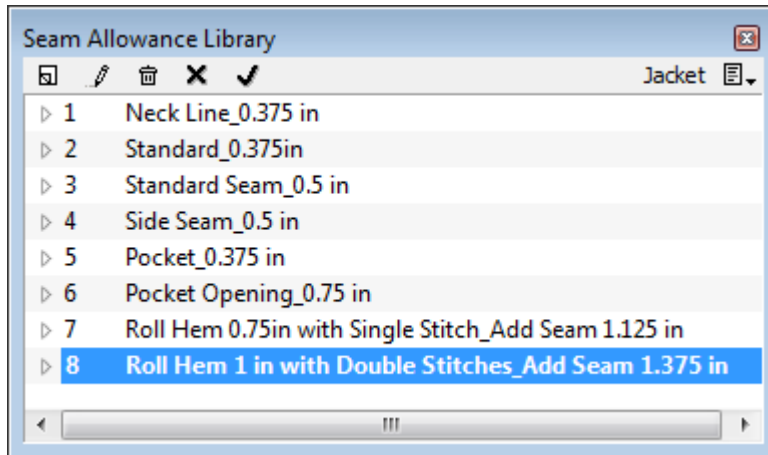 Seam Allowance Library
Jacket
1 Neck Line_0.375 in
2 Standard_0.375in
3 Standard Seam_0.5 in
4 Side Seam_0.5 in
5 Pocket_0.375 in
6 Pocket Opening_0.75 in
7 Roll Hem 0.75in with Single Stitch_Add Seam 1.125 in
8 Roll Hem 1 in with Double Stitches_Add Seam 1.375 in